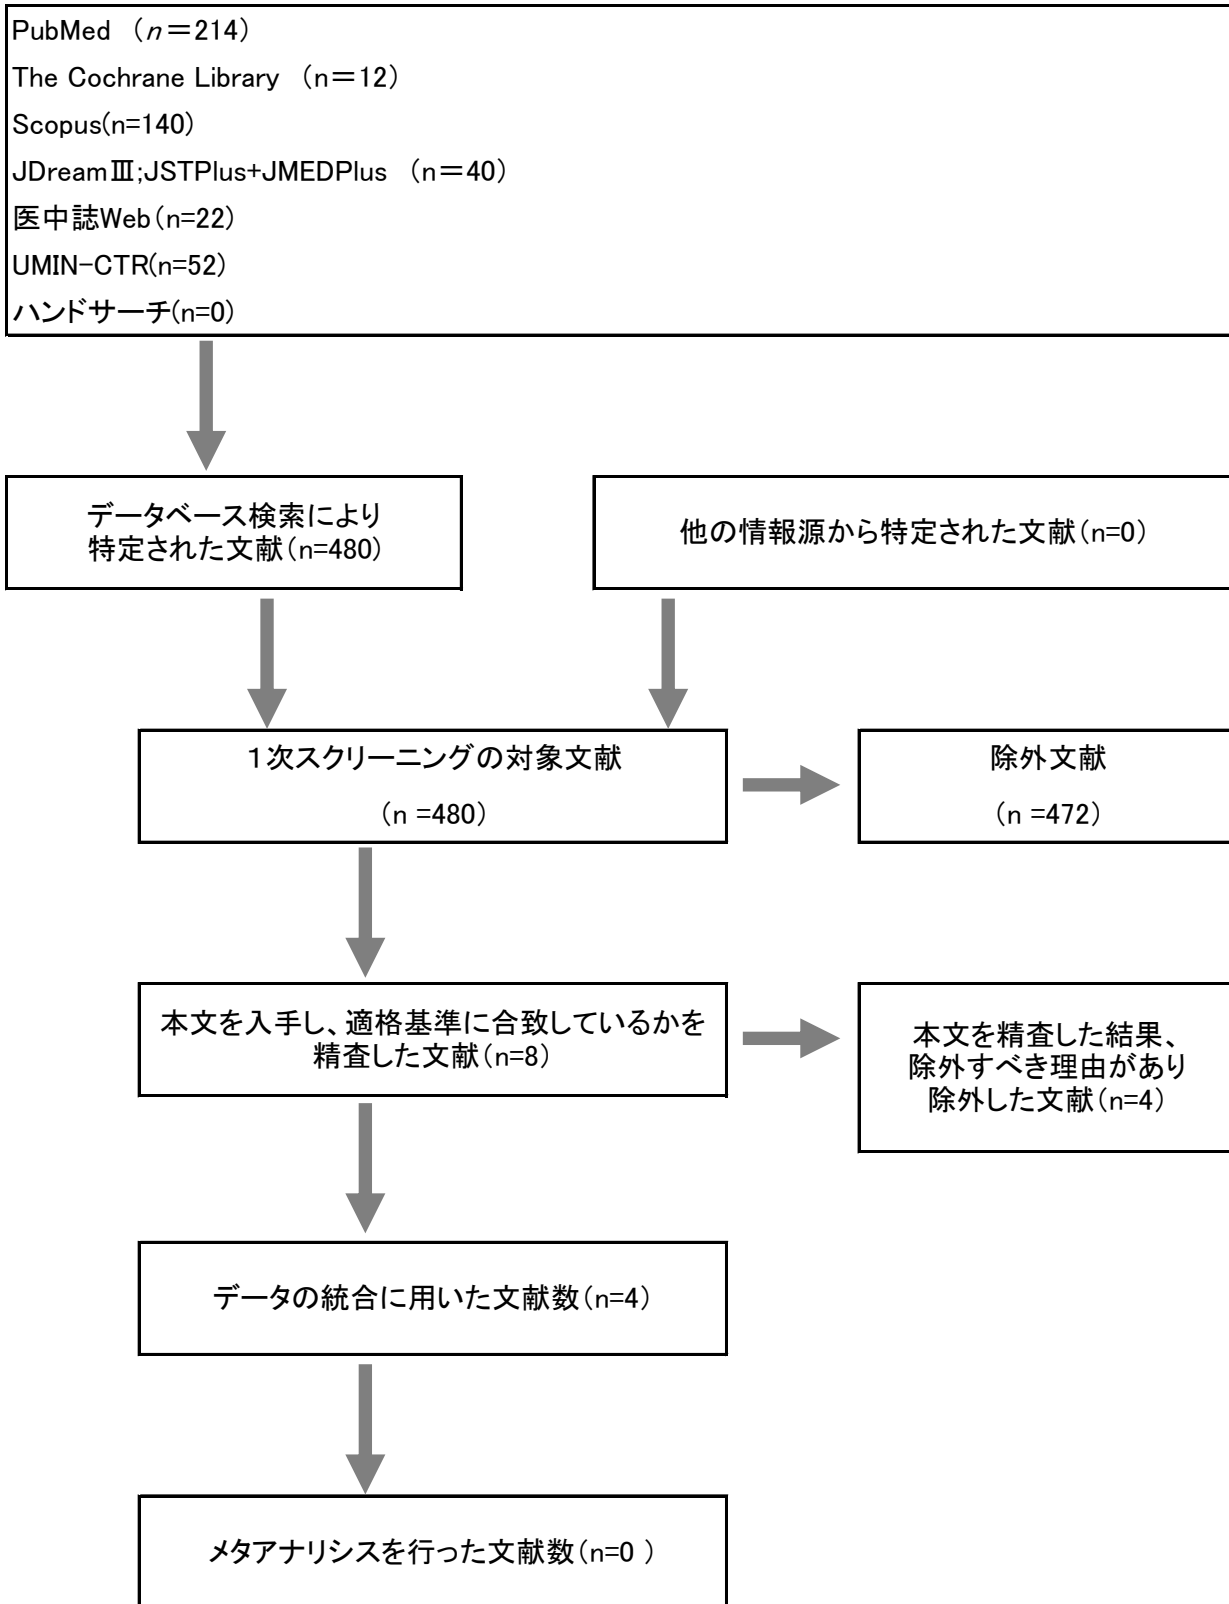 PubMed （n＝214）
The Cochrane Library （n＝12）
Scopus(n=140)
JDreamⅢ;JSTPlus+JMEDPlus （n＝40）
医中誌Web（n=22）
UMIN-CTR(n=52)
ハンドサーチ(n=0)
データベース検索により
特定された文献（n=480）
他の情報源から特定された文献（n=0）
１次スクリーニングの対象文献
（n =480）
除外文献
（n =472）
本文を入手し、適格基準に合致しているかを
精査した文献（n=8）
本文を精査した結果、
除外すべき理由があり
除外した文献（n=4）
データの統合に用いた文献数（n=4）
メタアナリシスを行った文献数（n=0 ）